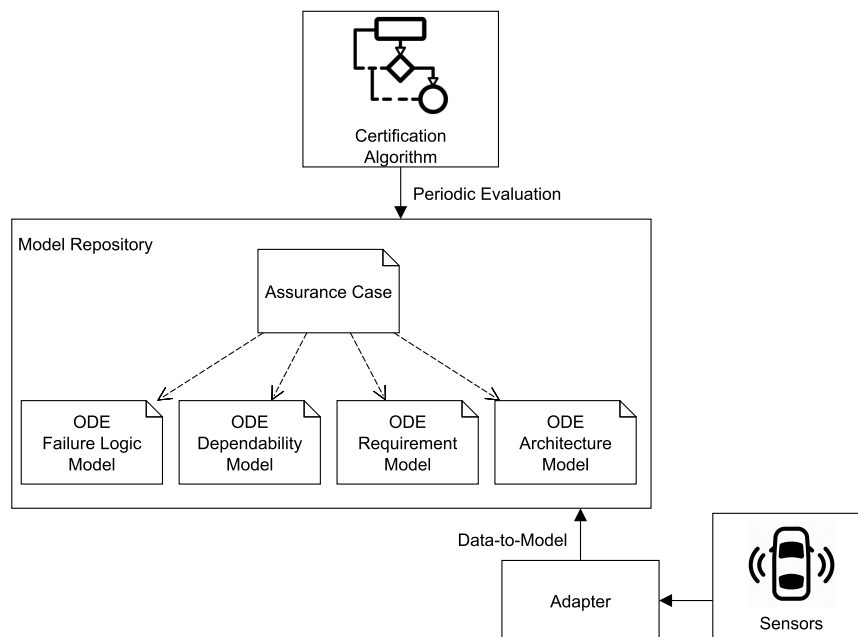 Certification
Algorithm
Periodic Evaluation
Model Repository
Assurance Case
ODE
Failure Logic
Model
ODE
Dependability
Model
ODE
Requirement
Model
ODE
Architecture
Model
Data-to-Model
Adapter
Sensors